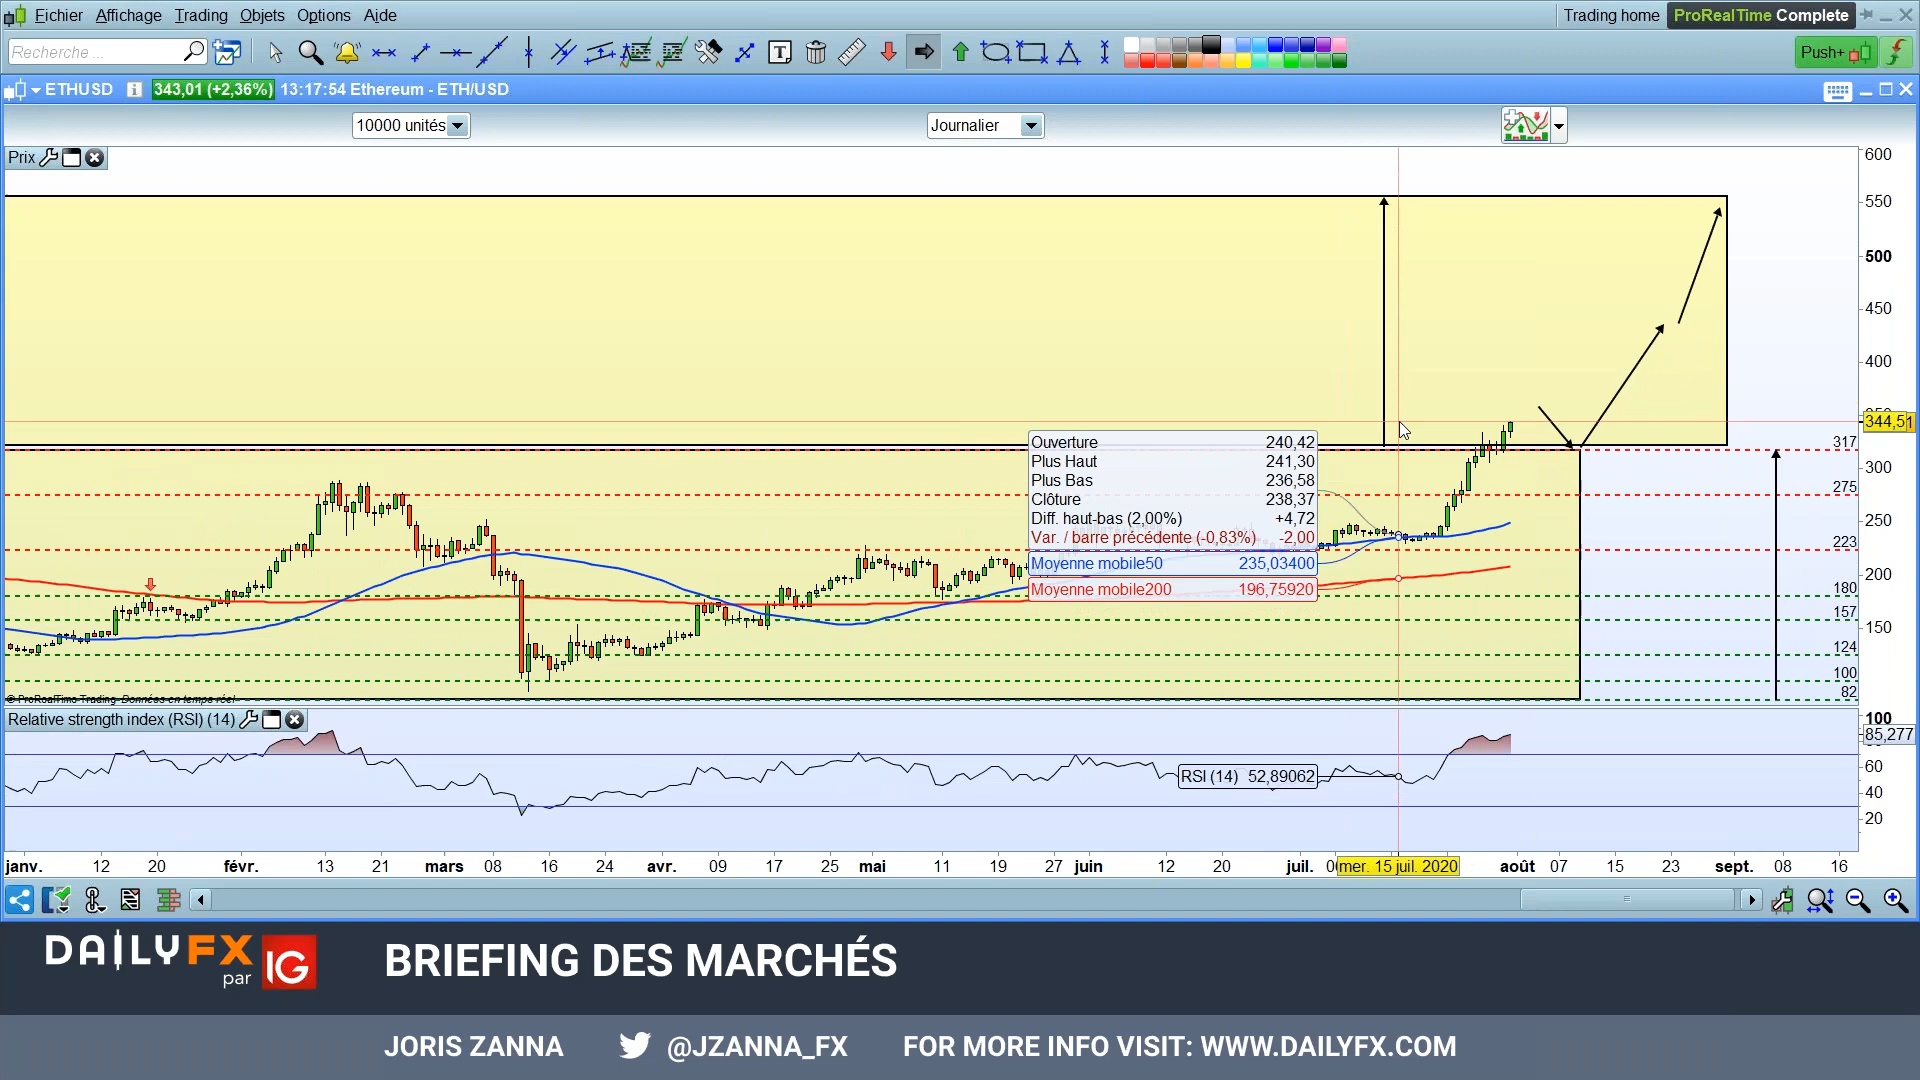 Fichier Affichage Trading Objets Options Aide
Trading home ProRealTime Complete
Recherche ...
Push+
ETHUSD 343,01 (+2,36%) 13:17:54 Ethereum - ETH/USD
10000 unités Journalier
Prix
600
550
500
450
400
344,51
317
300
275
250
223
200
180
157
150
124
100
82
Ouverture 240,42
Plus Haut 241,30
Plus Bas 236,58
Clôture 238,37
Diff. haut-bas (2,00%) +4,72
Var. / barre précédente (-0,83%) -2,00
Moyenne mobile50 235,03400
Moyenne mobile200 196,75920
© ProRealTime Trading Données en temps réel
Relative strength index (RSI) (14)
100
85,277
60
40
20
RSI (14) 52,89062
janv. 12 20 févr. 13 21 mars 08 16 24 avr. 09 17 25 mai 11 19 27 juin 12 20 juil. mer. 15 juil. 2020 août 07 15 23 sept. 08 16
DAILYFX
par IG
BRIEFING DES MARCHÉS
JORIS ZANNA @JZANNA_FX FOR MORE INFO VISIT: WWW.DAILYFX.COM